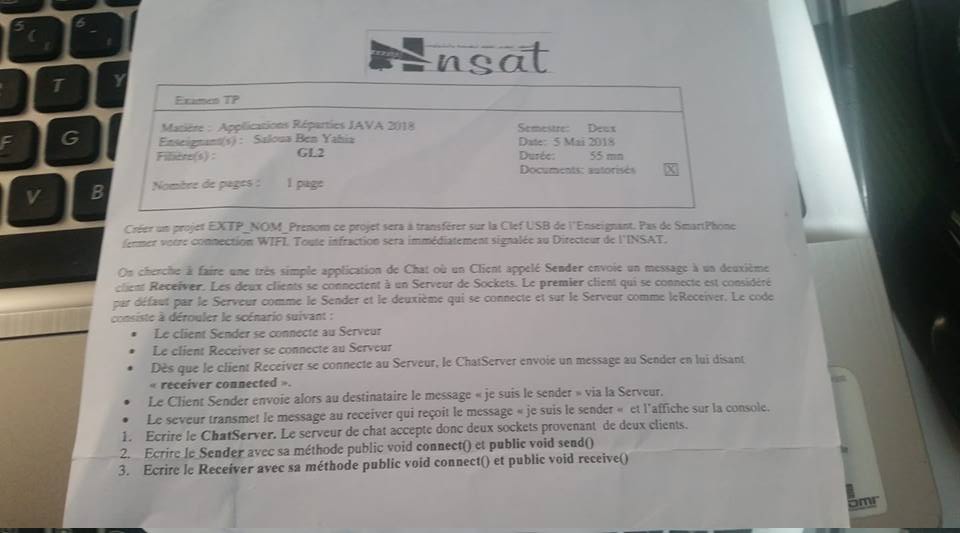 insat
Examen TP
Matière : Applications Réparties JAVA 2018
Enseignant(s) : Saloua Ben Yahia
Filière(s) : GL2
Nombre de pages : 1 page
Semestre: Deux
Date: 5 Mai 2018
Durée: 55 mn
Documents: autorisés X
Créer un projet EXTP_NOM_Prenom ce projet sera à transférer sur la Clef USB de l'Enseignant. Pas de SmartPhone
fermer votre connection WIFI. Toute infraction sera immédiatement signalée au Directeur de l'INSAT.
On cherche à faire une très simple application de Chat où un Client appelé Sender envoie un message à un deuxième
client Receiver. Les deux clients se connectent à un Serveur de Sockets. Le premier client qui se connecte est considéré
par défaut par le Serveur comme le Sender et le deuxième qui se connecte et sur le Serveur comme leReceiver. Le code
consiste à dérouler le scénario suivant :
• Le client Sender se connecte au Serveur
• Le client Receiver se connecte au Serveur
• Dès que le client Receiver se connecte au Serveur, le ChatServer envoie un message au Sender en lui disant
« receiver connected ».
• Le Client Sender envoie alors au destinataire le message « je suis le sender » via la Serveur.
• Le seveur transmet le message au receiver qui reçoit le message « je suis le sender « et l'affiche sur la console.
1. Ecrire le ChatServer. Le serveur de chat accepte donc deux sockets provenant de deux clients.
2. Ecrire le Sender avec sa méthode public void connect() et public void send()
3. Ecrire le Receiver avec sa méthode public void connect() et public void receive()
5 (
6 -
T
Y
F
G
V
B